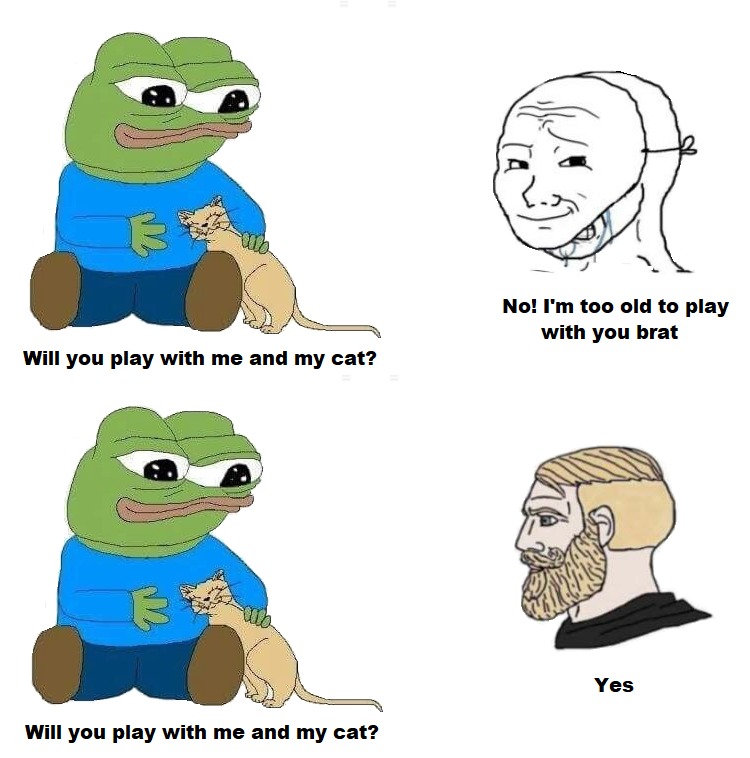 Will you play with me and my cat?
No! I'm too old to play
with you brat
Will you play with me and my cat?
Yes